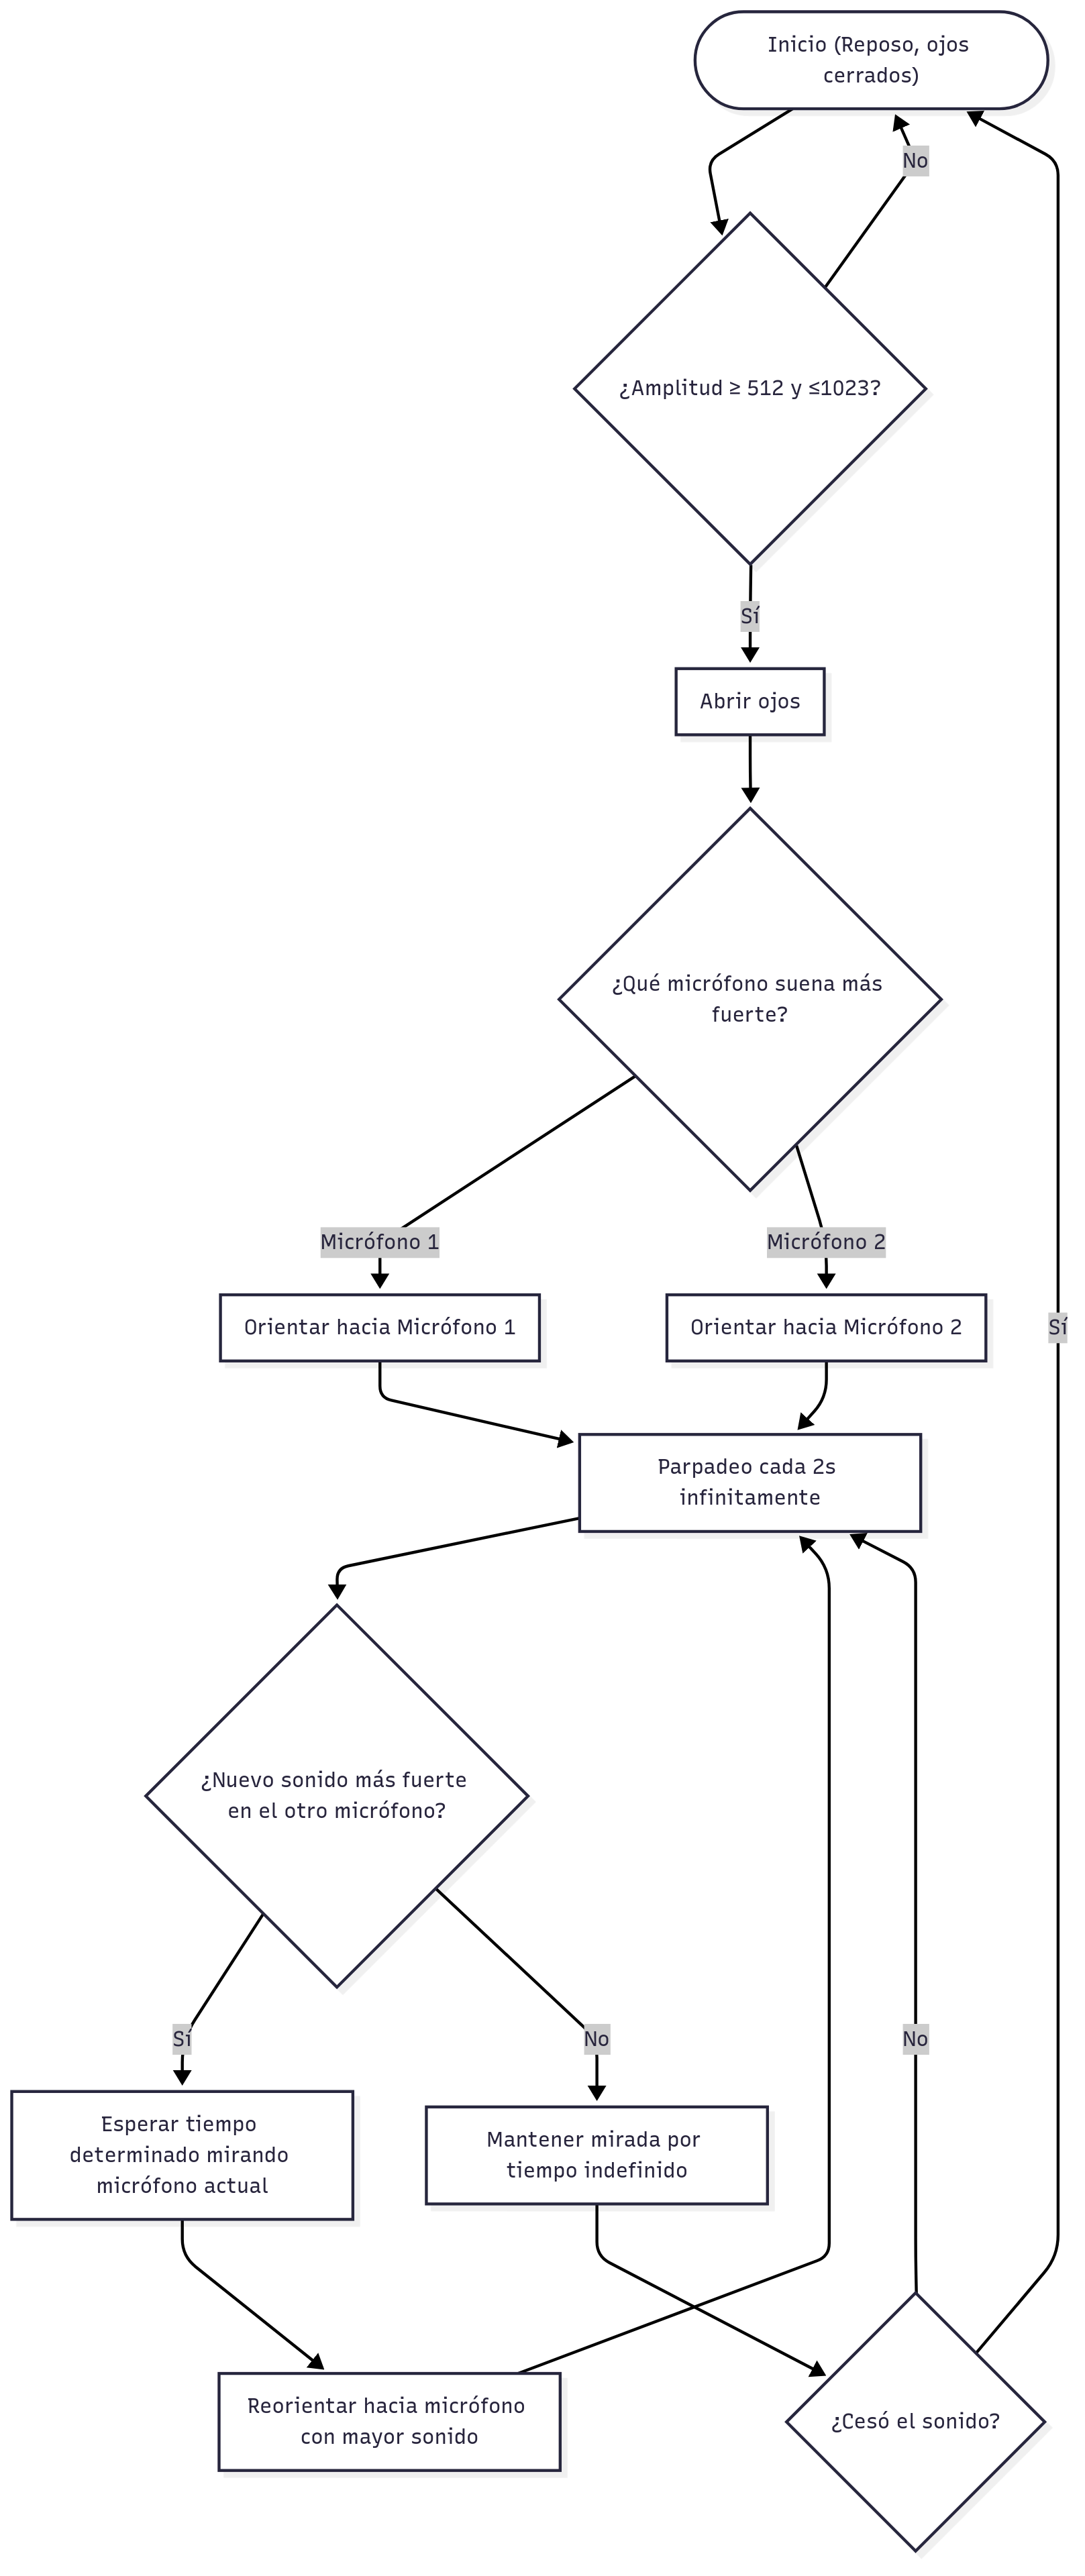 Inicio (Reposo, ojos
cerrados)
No
¿Amplitud ≥ 512 y ≤1023?
Sí
Abrir ojos
¿Qué micrófono suena más
fuerte?
Micrófono 1
Micrófono 2
Orientar hacia Micrófono 1
Orientar hacia Micrófono 2
Sí
Parpadeo cada 2s
infinitamente
¿Nuevo sonido más fuerte
en el otro micrófono?
Sí
No
No
Esperar tiempo
determinado mirando
micrófono actual
Mantener mirada por
tiempo indefinido
Reorientar hacia micrófono
con mayor sonido
¿Cesó el sonido?